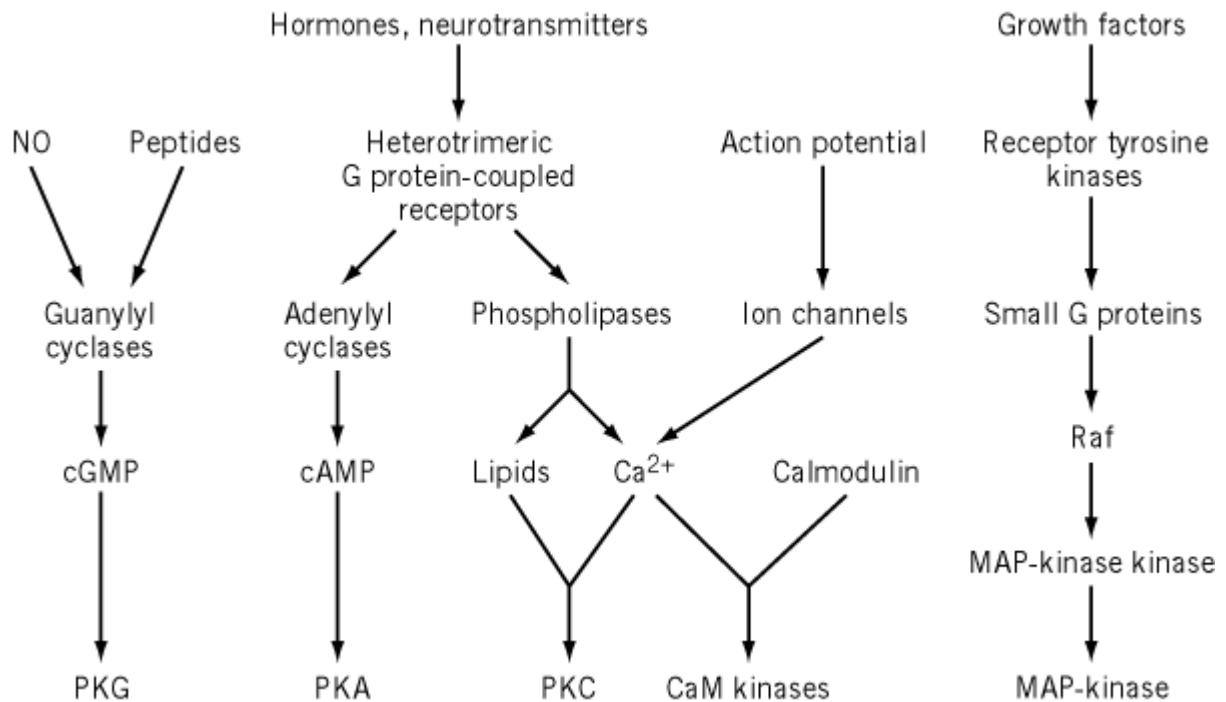 Hormones, neurotransmitters
Growth factors
NO
Peptides
Heterotrimeric
G protein-coupled
receptors
Action potential
Receptor tyrosine
kinases
Guanylyl
cyclases
Adenylyl
cyclases
Phospholipases
Ion channels
Small G proteins
Raf
cGMP
cAMP
Lipids
Ca²⁺
Calmodulin
MAP-kinase kinase
PKG
PKA
PKC
CaM kinases
MAP-kinase